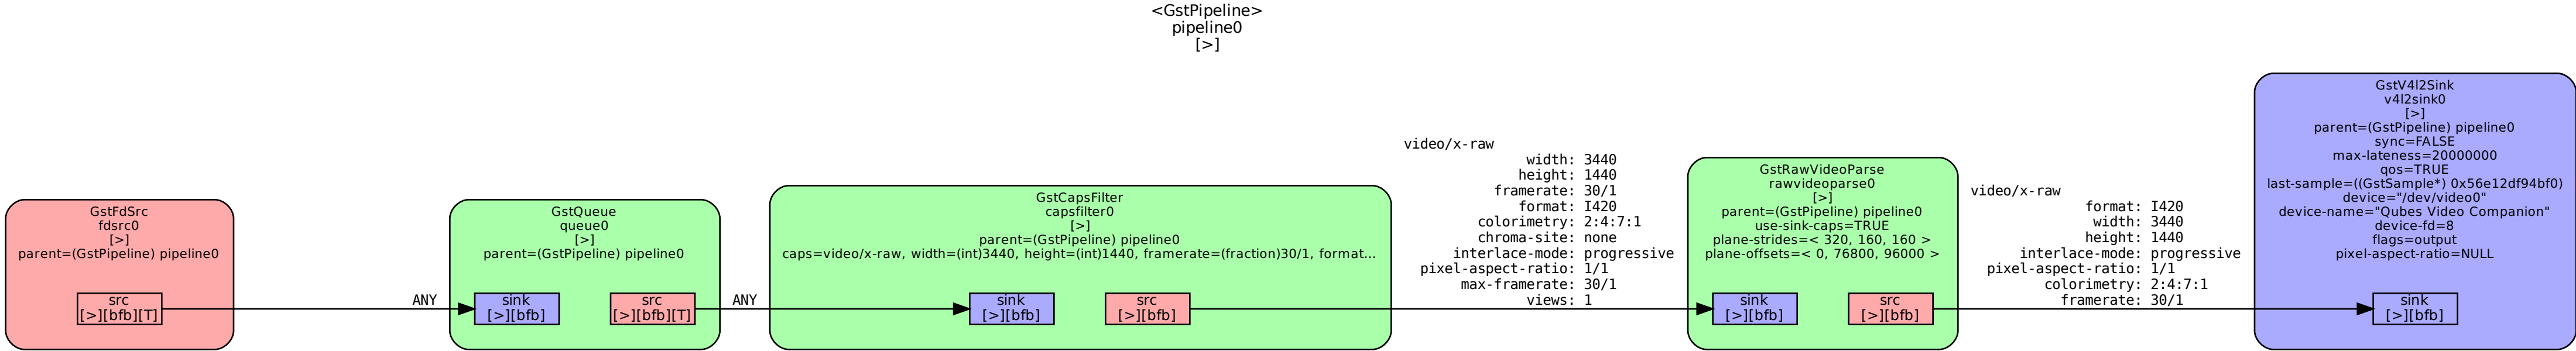 <GstPipeline>
pipeline0
[>]
GstFdSrc
fdsrc0
[>]
parent=(GstPipeline) pipeline0
src
[>][bfb][T]
ANY
GstQueue
queue0
[>]
parent=(GstPipeline) pipeline0
sink
[>][bfb]
src
[>][bfb][T]
ANY
GstCapsFilter
capsfilter0
[>]
parent=(GstPipeline) pipeline0
caps=video/x-raw, width=(int)3440, height=(int)1440, framerate=(fraction)30/1, format…
sink
[>][bfb]
src
[>][bfb]
video/x-raw
width: 3440
height: 1440
framerate: 30/1
format: I420
colorimetry: 2:4:7:1
chroma-site: none
interlace-mode: progressive
pixel-aspect-ratio: 1/1
max-framerate: 30/1
views: 1
GstRawVideoParse
rawvideoparse0
[>]
parent=(GstPipeline) pipeline0
use-sink-caps=TRUE
plane-strides=< 320, 160, 160 >
plane-offsets=< 0, 76800, 96000 >
sink
[>][bfb]
src
[>][bfb]
video/x-raw
format: I420
width: 3440
height: 1440
interlace-mode: progressive
pixel-aspect-ratio: 1/1
colorimetry: 2:4:7:1
framerate: 30/1
GstV4l2Sink
v4l2sink0
[>]
parent=(GstPipeline) pipeline0
sync=FALSE
max-lateness=20000000
qos=TRUE
last-sample=((GstSample*) 0x56e12df94bf0)
device="/dev/video0"
device-name="Qubes Video Companion"
device-fd=8
flags=output
pixel-aspect-ratio=NULL
sink
[>][bfb]